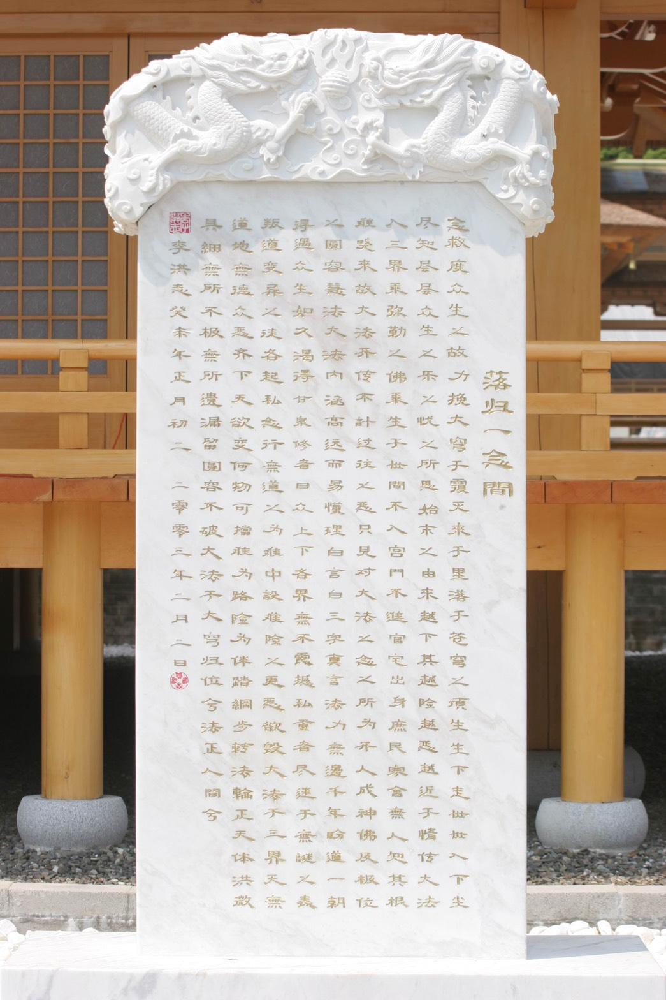 落归一念間
念救度众生之故力挽大穹于覆灭来于里落于苍穹之顶生生下走世世入下尘
尽知层层众生之乐之忧之所思始末之由来越下其越险越恶越近于情传大法
入三界乘弥勒之佛乘生于世間不入宫門不進官宅出身庶民寒舍無人知其根
来故大法开传不計过往之恶只見对大法之念之所为开人成神佛及极位
之圓容慧法大法内涵高远而易懂理白言白三字寓言法力無邊千年盼道一朝
得遇众生如久渴得甘泉修者曰众上下各界無不震撼私重者尽迷于無謎之義
叛道变异之徒各起私念行無道之为難中設難险之更恶欲毁大法于三界天無
道地無德众恶齐下天欲变何物可擋難为路险为伴踏綱步转法輪正天体洪微
具細無所不极無所遺漏留圓容不破大法于大穹归位兮法正人間兮
李洪志癸未年正月初二 二零零三年二月二日